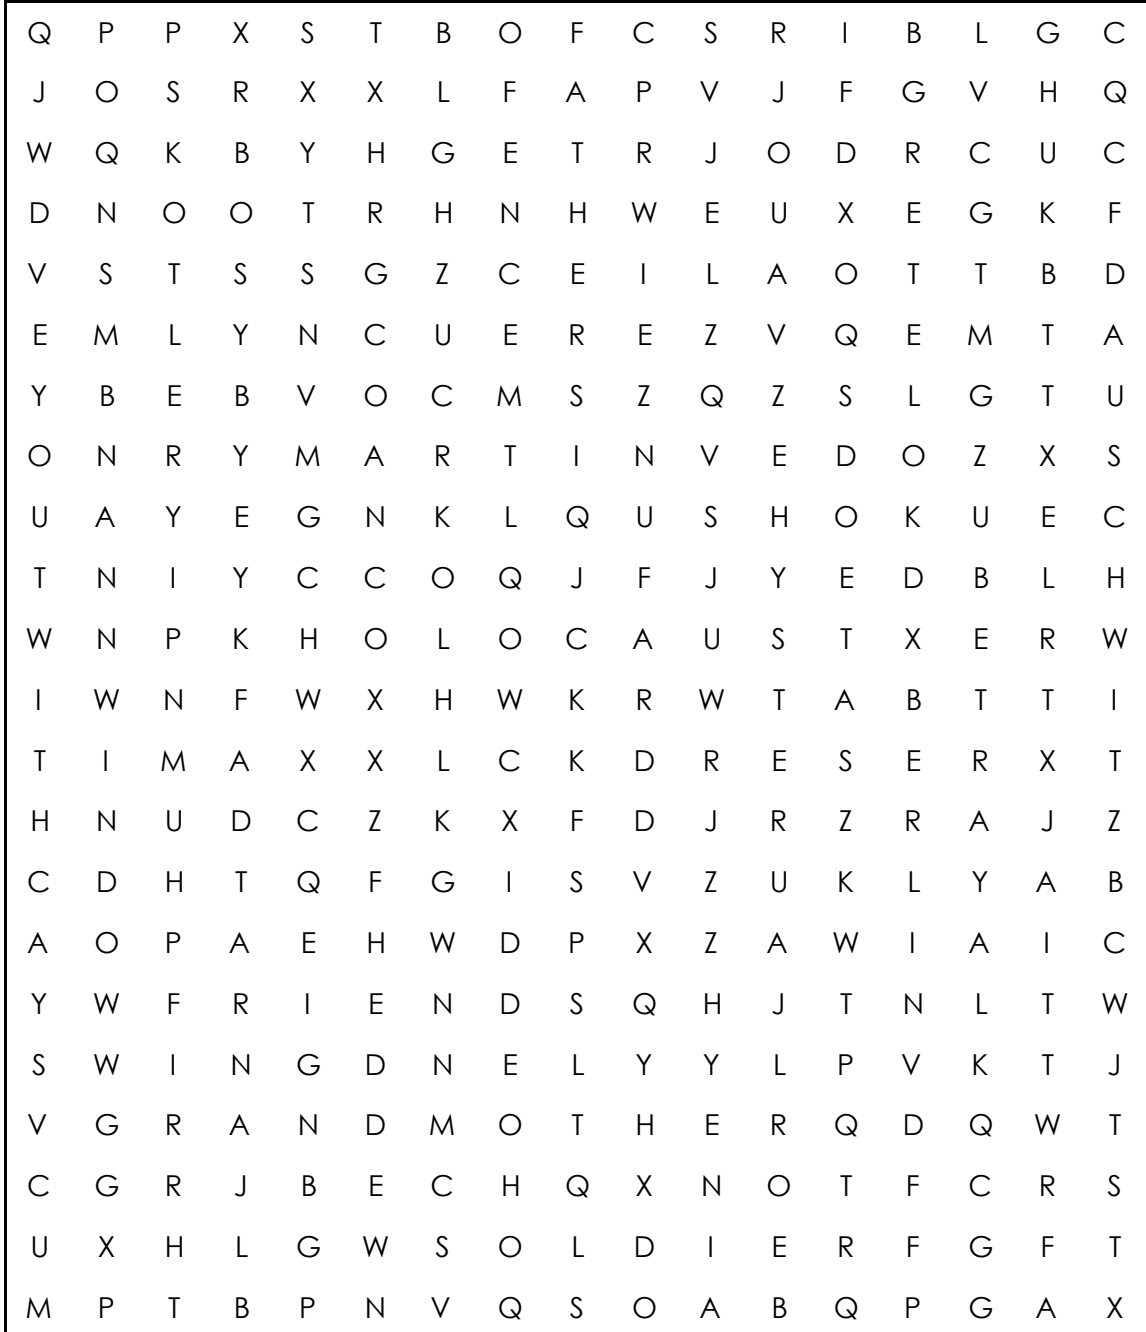 Q P P X S T B O F C S R I B L G C
J O S R X X L F A P V J F G V H Q
W Q K B Y H G E T R J O D R C U C
D N O O T R H N H W E U X E G K F
V S T S S G Z C E I L A O T T B D
E M L Y N C U E R E Z V Q E M T A
Y B E B V O C M S Z Q Z S L G T U
O N R Y M A R T I N V E D O Z X S
U A Y E G N K L Q U S H O K U E C
T N I Y C C O Q J F J Y E D B L H
W N P K H O L O C A U S T X E R W
I W N F W X H W K R W T A B T T I
T I M A X X L C K D R E S E R X T
H N U D C Z K X F D J R Z R A J Z
C D H T Q F G I S V Z U K L Y A B
A O P A E H W D P X Z A W I A I C
Y W F R I E N D S Q H J T N L T W
S W I N G D N E L Y Y L P V K T J
V G R A N D M O T H E R Q D Q W T
C G R J B E C H Q X N O T F C R S
U X H L G W S O L D I E R F G F T
M P T B P N V Q S O A B Q P G A X